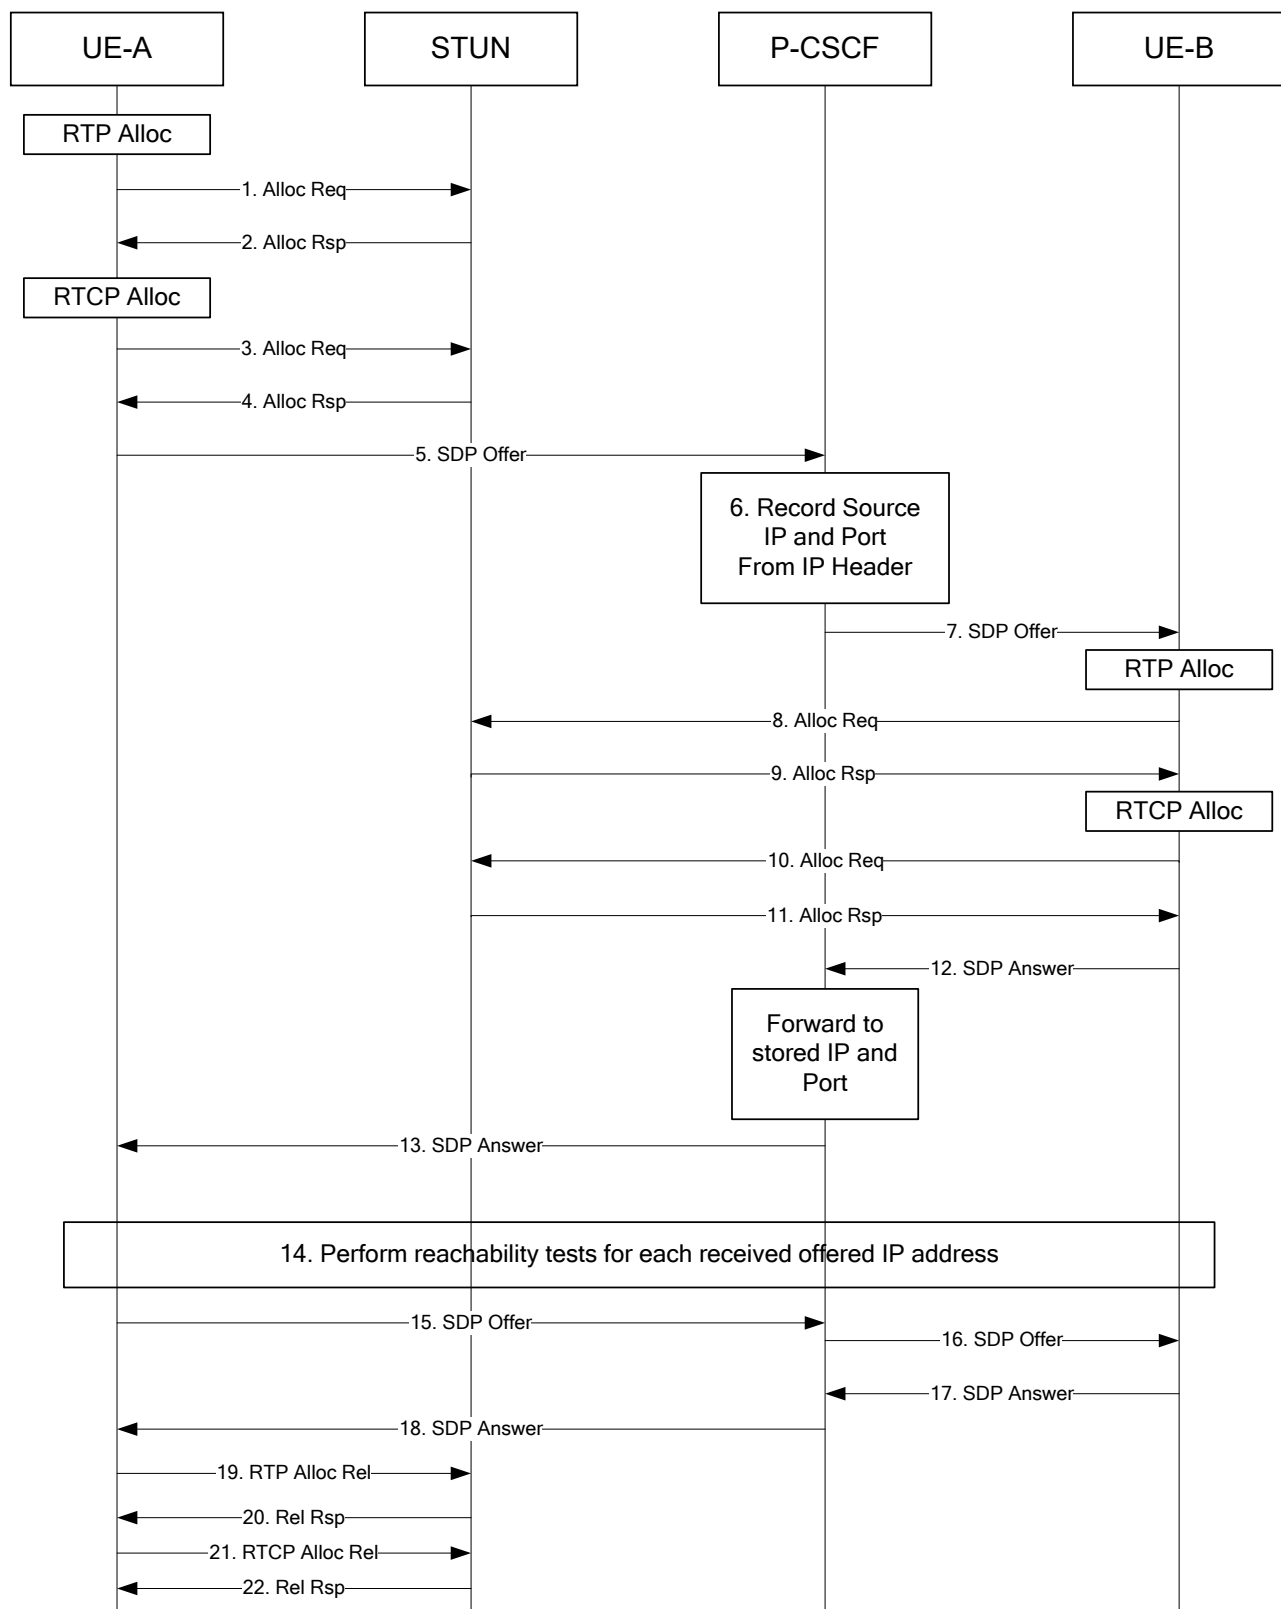 UE-A
STUN
P-CSCF
UE-B
RTP Alloc
1. Alloc Req
2. Alloc Rsp
RTCP Alloc
3. Alloc Req
4. Alloc Rsp
5. SDP Offer
6. Record Source
IP and Port
From IP Header
7. SDP Offer
RTP Alloc
8. Alloc Req
9. Alloc Rsp
RTCP Alloc
10. Alloc Req
11. Alloc Rsp
12. SDP Answer
Forward to
stored IP and
Port
13. SDP Answer
14. Perform reachability tests for each received offered IP address
15. SDP Offer
16. SDP Offer
17. SDP Answer
18. SDP Answer
19. RTP Alloc Rel
20. Rel Rsp
21. RTCP Alloc Rel
22. Rel Rsp